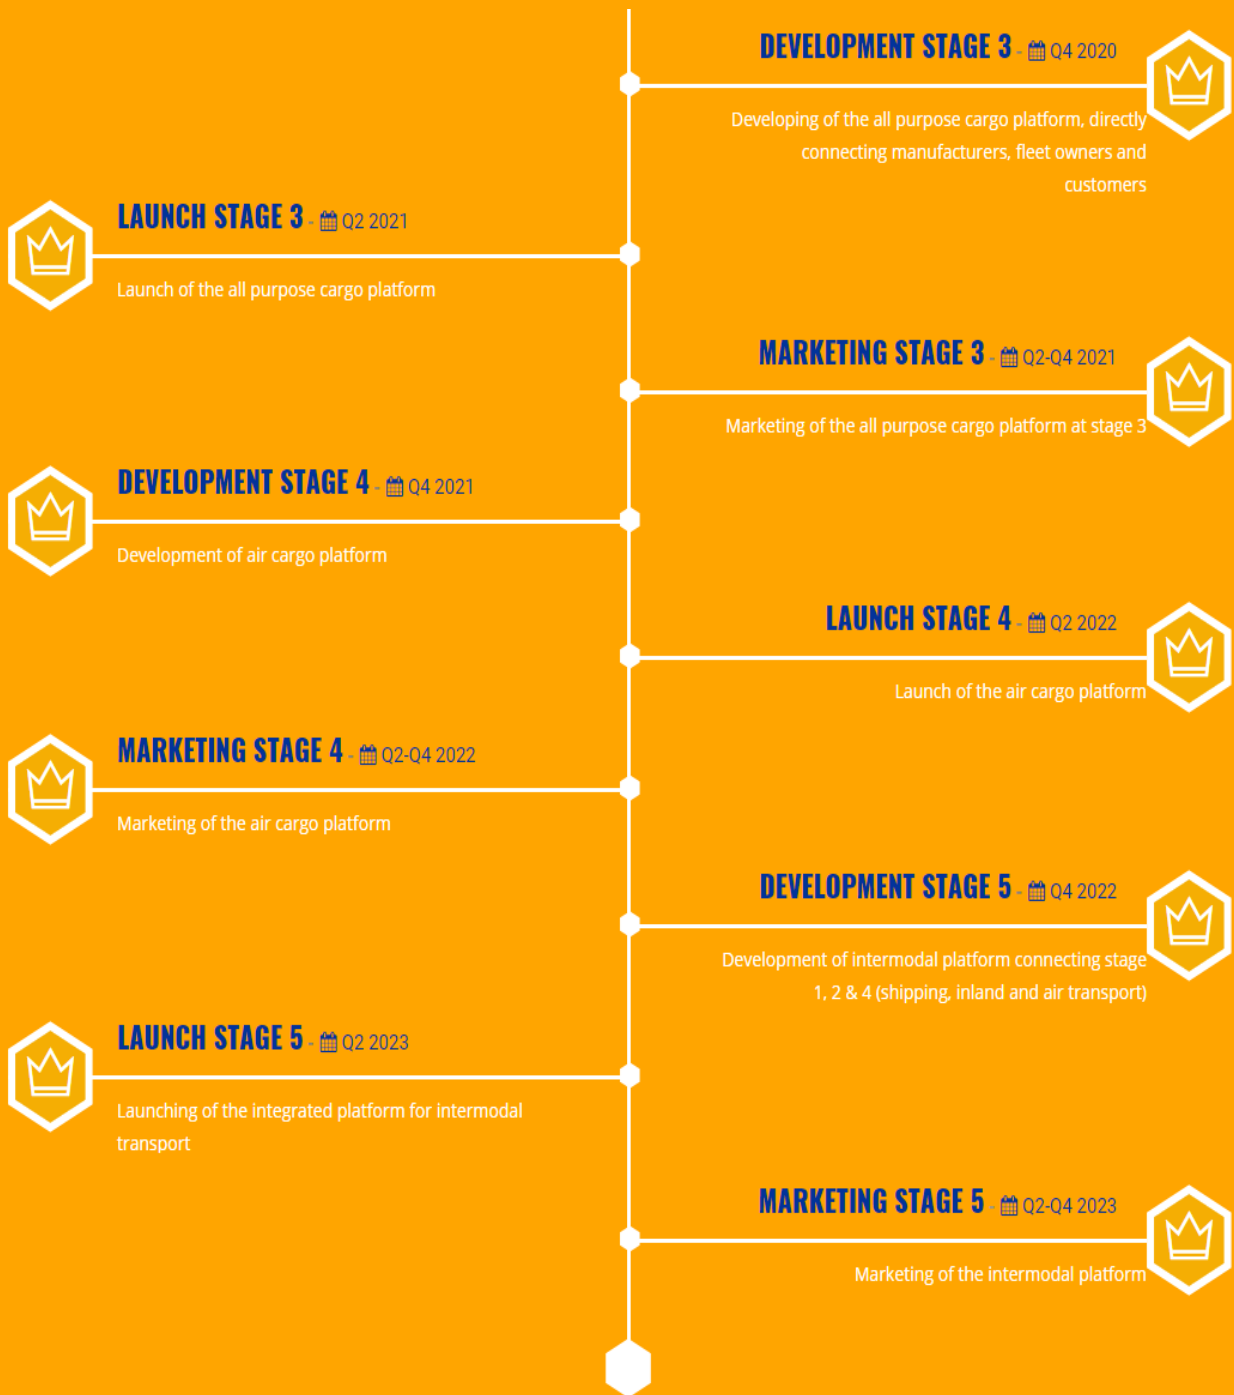 DEVELOPMENT STAGE 3 - Q4 2020
Developing of the all purpose cargo platform, directly
connecting manufacturers, fleet owners and
customers
LAUNCH STAGE 3 - Q2 2021
Launch of the all purpose cargo platform
MARKETING STAGE 3 - Q2-Q4 2021
Marketing of the all purpose cargo platform at stage 3
DEVELOPMENT STAGE 4 - Q4 2021
Development of air cargo platform
LAUNCH STAGE 4 - Q2 2022
Launch of the air cargo platform
MARKETING STAGE 4 - Q2-Q4 2022
Marketing of the air cargo platform
DEVELOPMENT STAGE 5 - Q4 2022
Development of intermodal platform connecting stage
1, 2 & 4 (shipping, inland and air transport)
LAUNCH STAGE 5 - Q2 2023
Launching of the integrated platform for intermodal
transport
MARKETING STAGE 5 - Q2-Q4 2023
Marketing of the intermodal platform